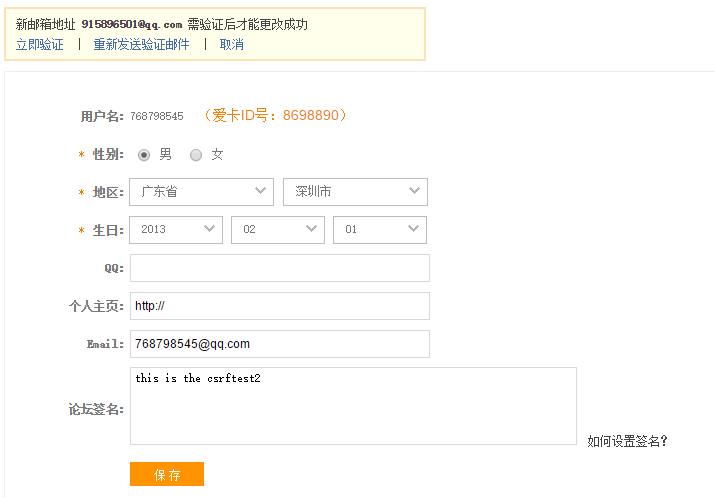 新邮箱地址 915896501@qq.com 需验证后才能更改成功
立即验证 | 重新发送验证邮件 | 取消
用户名: 768798545 （爱卡ID号：8698890）
* 性别: 男 女
* 地区: 广东省 深圳市
* 生日: 2013 02 01
QQ:
个人主页: http://
Email: 768798545@qq.com
论坛签名: this is the csrftest2
如何设置签名?
保 存